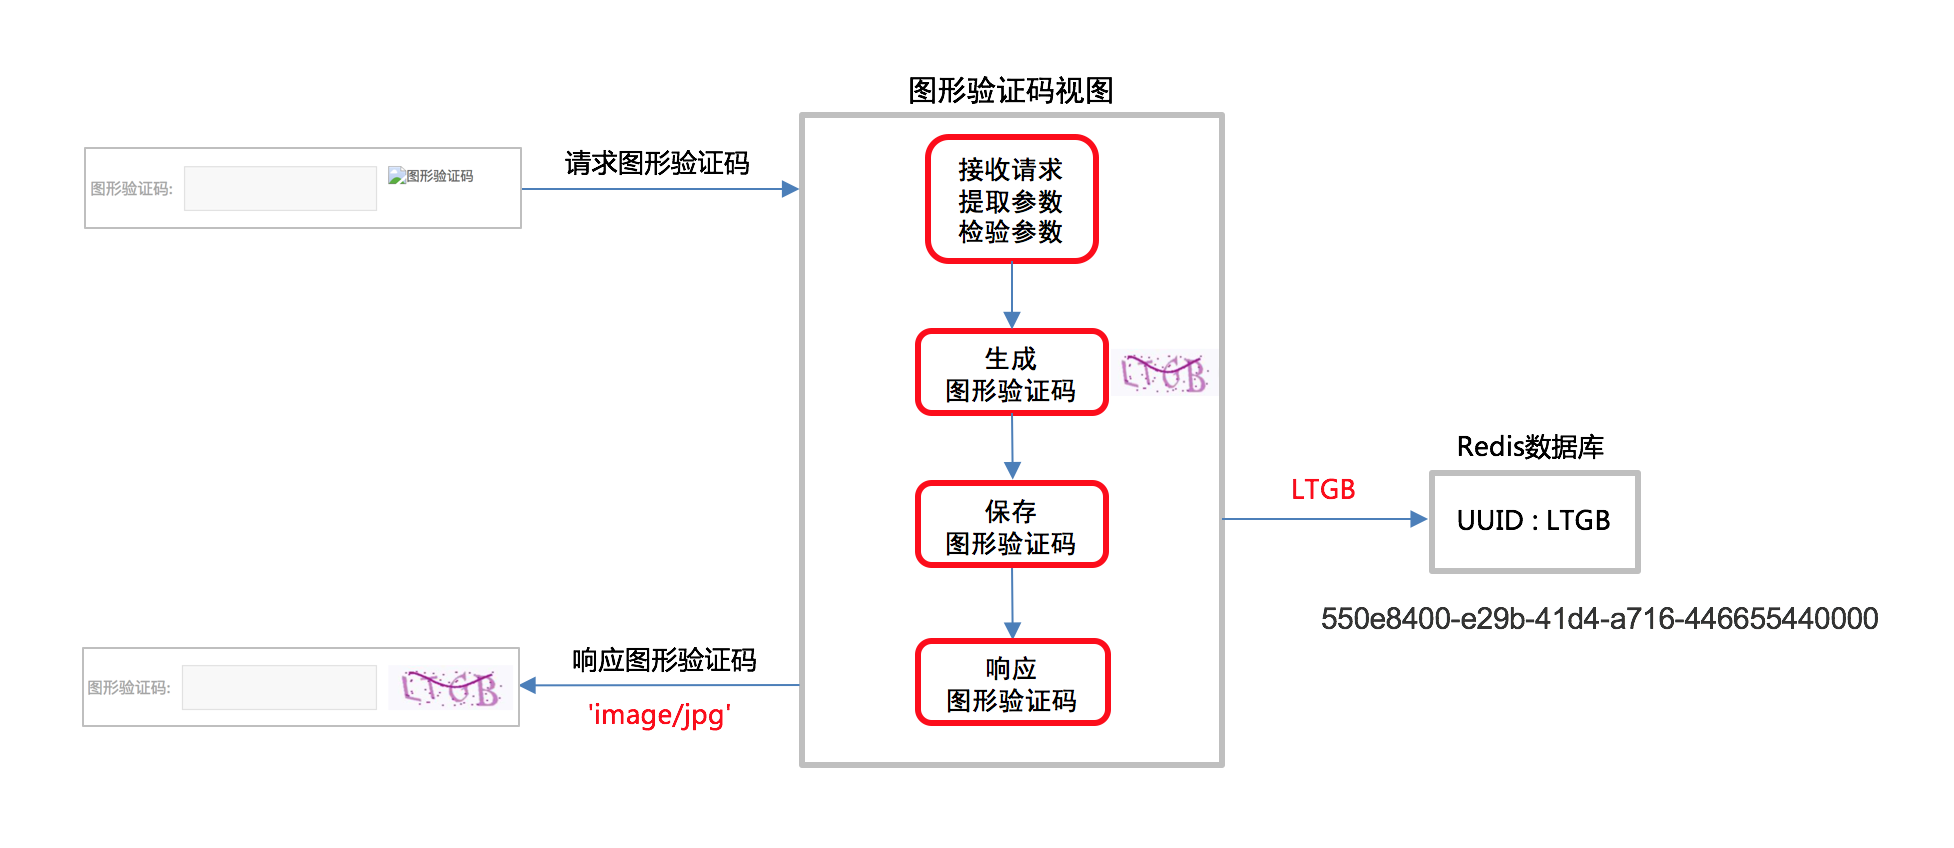 图形验证码视图
图形验证码:
图形验证码
请求图形验证码
接收请求
提取参数
检验参数
生成
图形验证码
LTGB
保存
图形验证码
LTGB
Redis数据库
UUID : LTGB
550e8400-e29b-41d4-a716-446655440000
响应
图形验证码
响应图形验证码
'image/jpg'
图形验证码:
LTGB